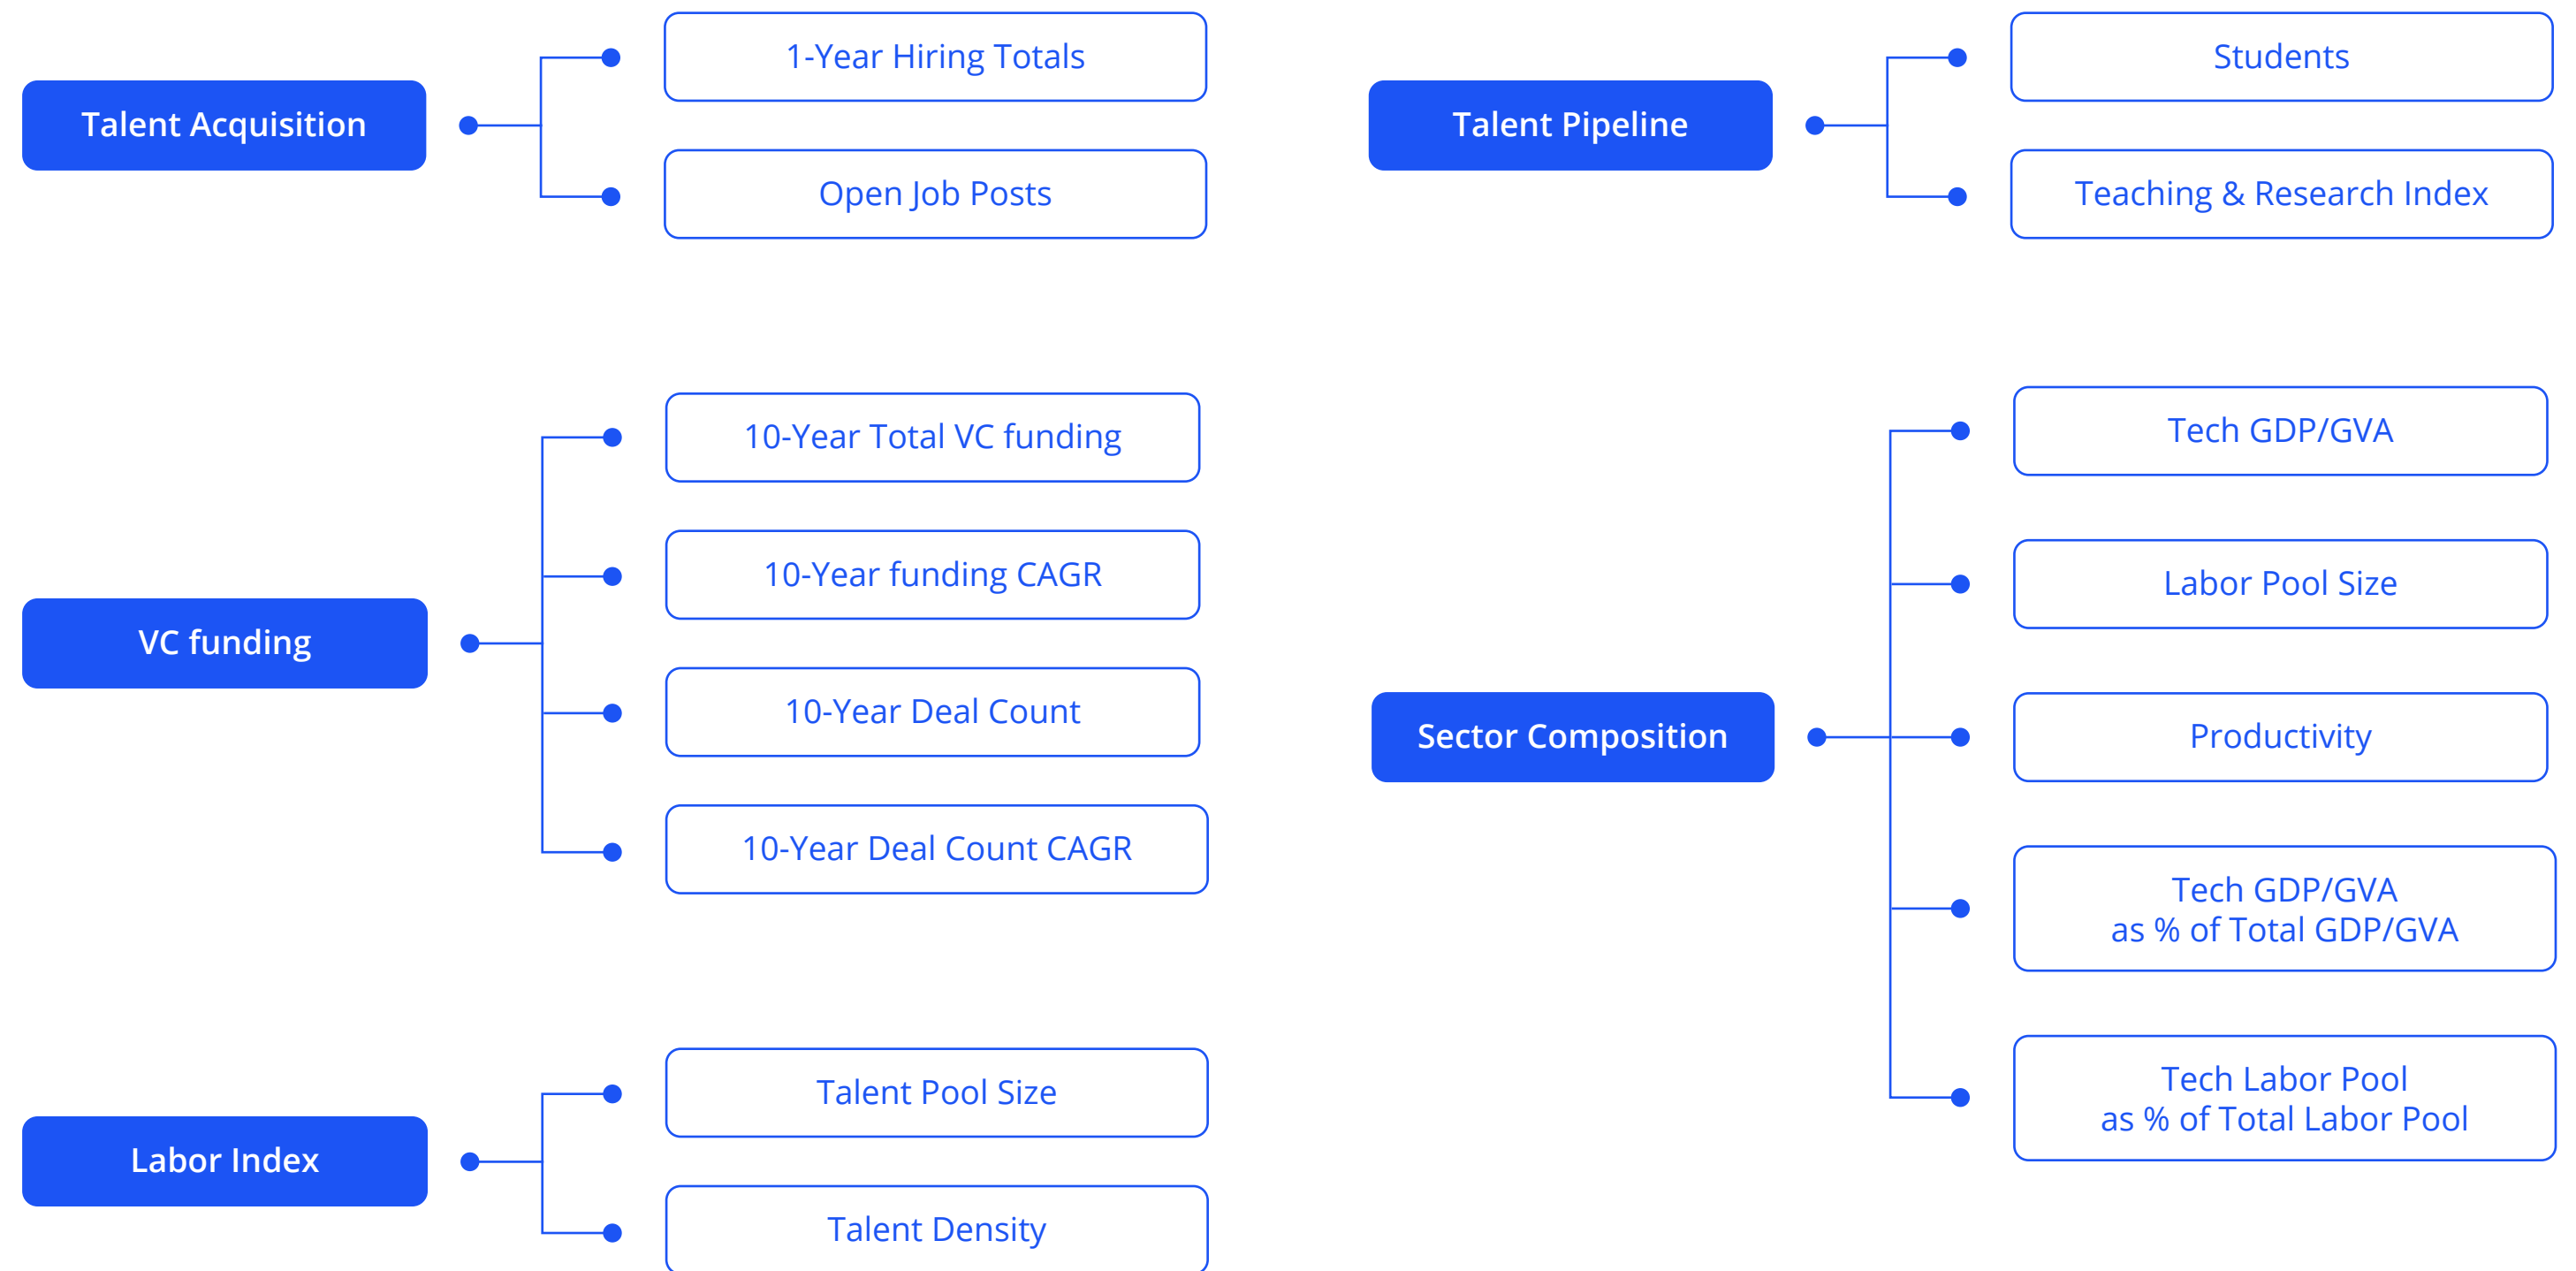 Talent Acquisition
1-Year Hiring Totals
Open Job Posts
VC funding
10-Year Total VC funding
10-Year funding CAGR
10-Year Deal Count
10-Year Deal Count CAGR
Labor Index
Talent Pool Size
Talent Density
Talent Pipeline
Students
Teaching & Research Index
Sector Composition
Tech GDP/GVA
Labor Pool Size
Productivity
Tech GDP/GVA
as % of Total GDP/GVA
Tech Labor Pool
as % of Total Labor Pool